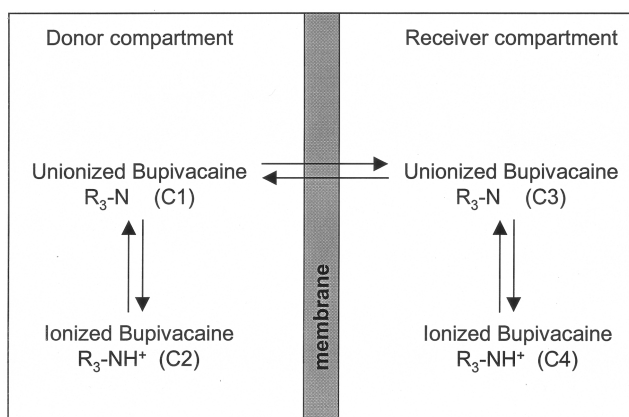 Donor compartment
Receiver compartment
Unionized Bupivacaine
R₃-N (C1)
Unionized Bupivacaine
R₃-N (C3)
membrane
Ionized Bupivacaine
R₃-NH⁺ (C2)
Ionized Bupivacaine
R₃-NH⁺ (C4)